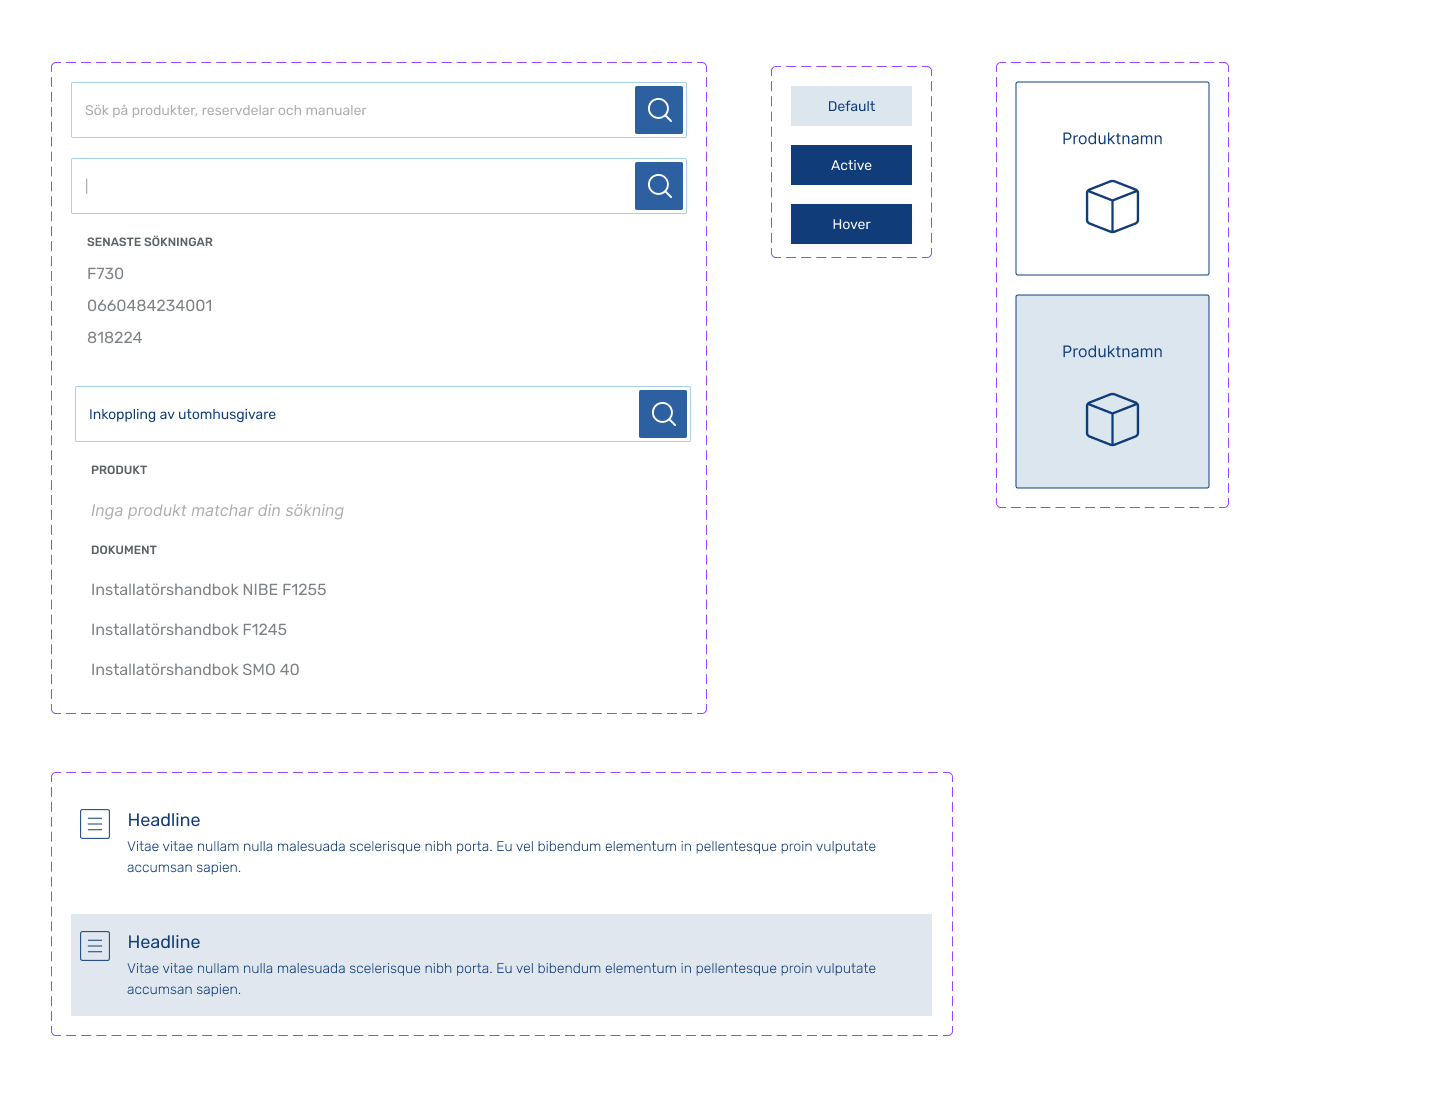 Sök på produkter, reservdelar och manualer
SENASTE SÖKNINGAR
F730
0660484234001
818224
Inkoppling av utomhusgivare
PRODUKT
Inga produkt matchar din sökning
DOKUMENT
Installatörshandbok NIBE F1255
Installatörshandbok F1245
Installatörshandbok SMO 40
Default
Active
Hover
Produktnamn
Produktnamn
Headline
Vitae vitae nullam nulla malesuada scelerisque nibh porta. Eu vel bibendum elementum in pellentesque proin vulputate
accumsan sapien.
Headline
Vitae vitae nullam nulla malesuada scelerisque nibh porta. Eu vel bibendum elementum in pellentesque proin vulputate
accumsan sapien.